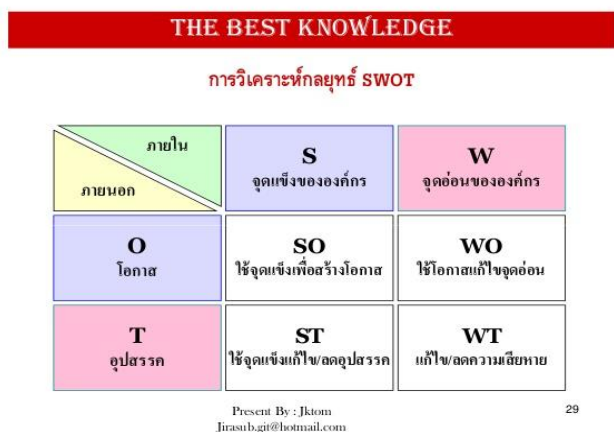 THE BEST KNOWLEDGE
การวิเคราะห์กลยุทธ์ SWOT
ภายใน
ภายนอก
S
จุดแข็งขององค์กร
W
จุดอ่อนขององค์กร
O
โอกาส
SO
ใช้จุดแข็งเพื่อสร้างโอกาส
WO
ใช้โอกาสแก้ไขจุดอ่อน
T
อุปสรรค
ST
ใช้จุดแข็งแก้ไข/ลดอุปสรรค
WT
แก้ไข/ลดความเสียหาย
Present By : Jktom
Jirasub.git@hotmail.com
29